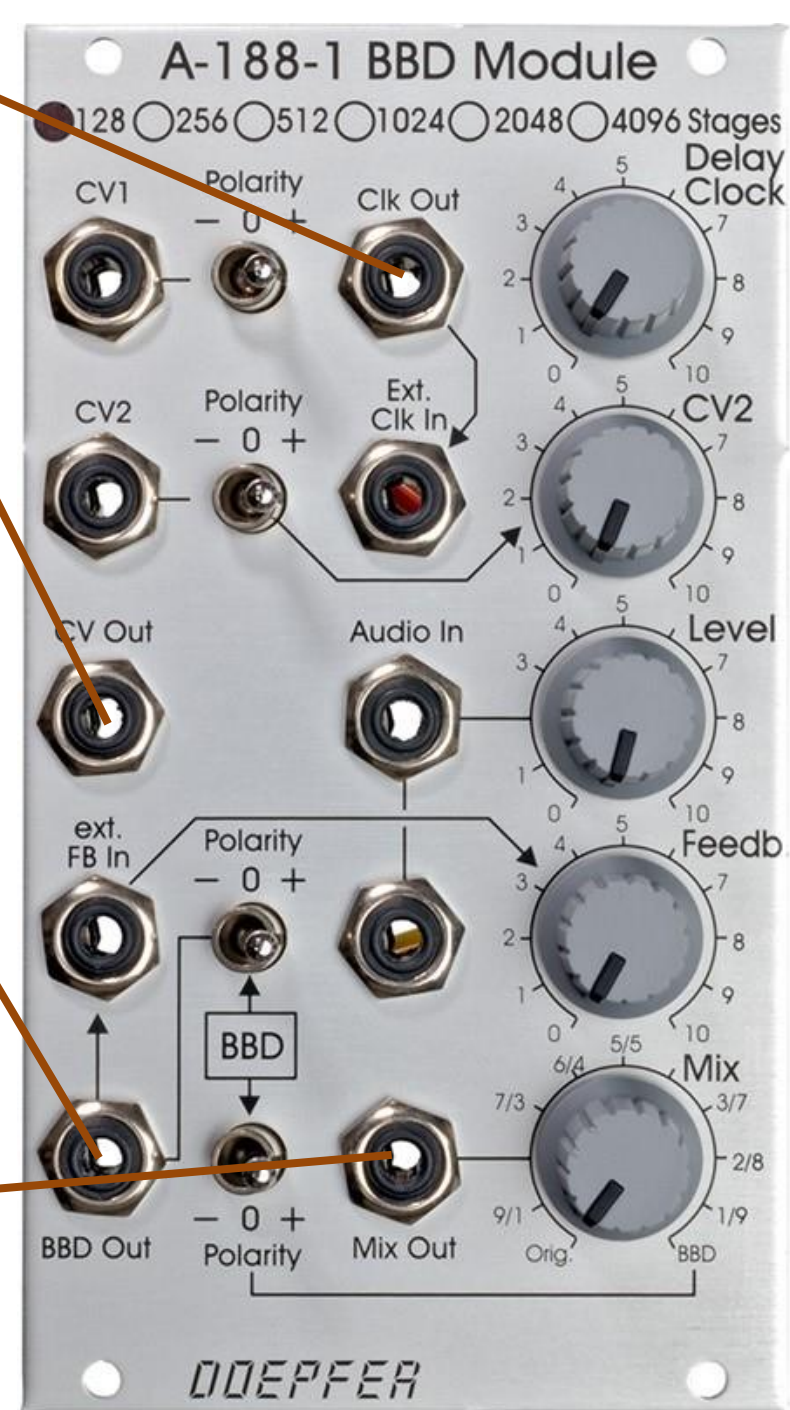 A-188-1 BBD Module
128 256 512 1024 2048 4096 Stages
CV1 Polarity Clk Out Delay Clock
− 0 +
0 1 2 3 4 5 7 8 9 10
CV2 Polarity Ext. Clk In CV2
− 0 +
0 1 2 3 4 5 7 8 9 10
CV Out Audio In Level
0 1 2 3 4 5 7 8 9 10
ext. FB In Polarity Feedb.
− 0 +
0 1 2 3 4 5 7 8 9 10
BBD
Mix
Orig. 9/1 7/3 6/4 5/5 3/7 2/8 1/9 BBD
− 0 +
BBD Out Polarity Mix Out
DOEPFER